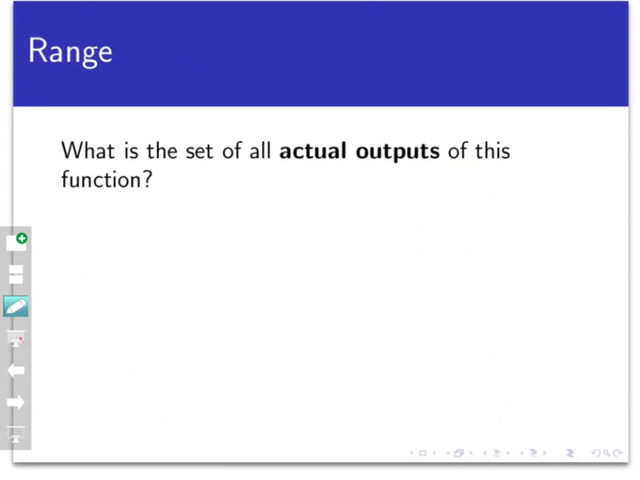 Range
What is the set of all actual outputs of this
function?